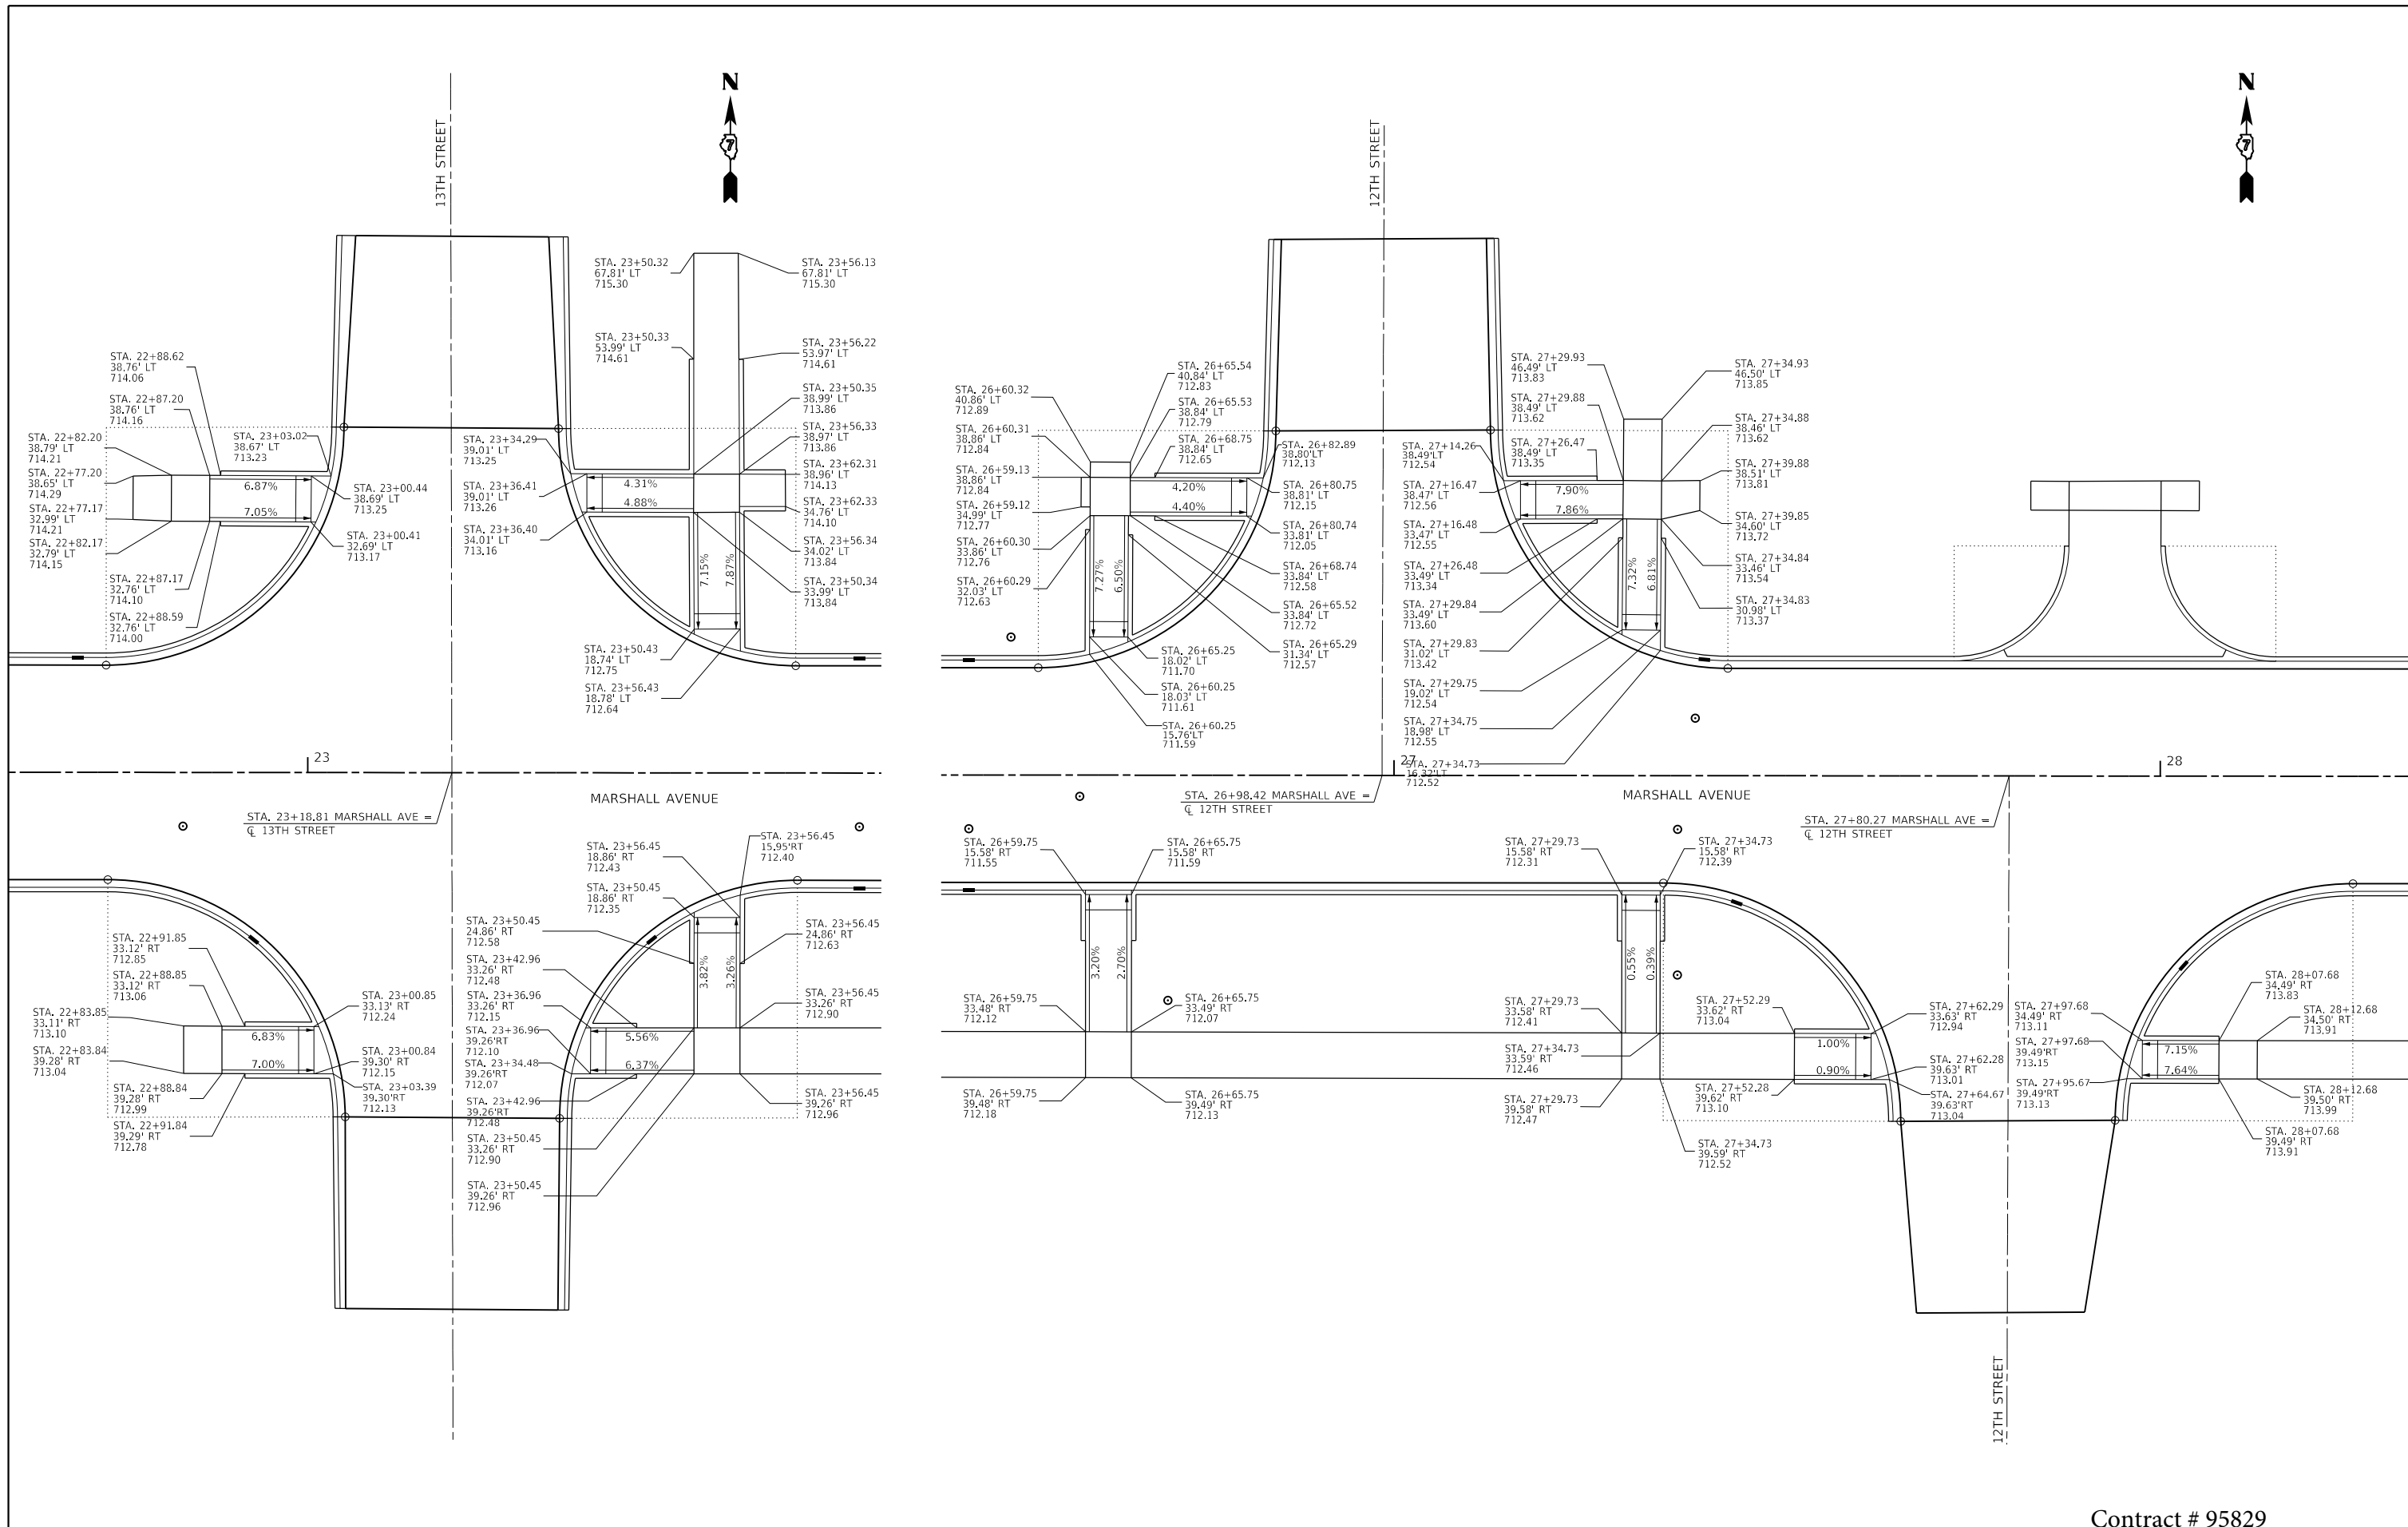 N
7
N
7
13TH STREET
12TH STREET
STA. 23+50.32
67.81' LT
715.30
STA. 23+56.13
67.81' LT
715.30
STA. 23+50.33
53.99' LT
714.61
STA. 23+56.22
53.97' LT
714.61
STA. 22+88.62
38.76' LT
714.06
STA. 22+87.20
38.76' LT
714.16
STA. 22+82.20
38.79' LT
714.21
STA. 22+77.20
38.65' LT
714.29
STA. 22+77.17
32.99' LT
714.21
STA. 22+82.17
32.79' LT
714.15
STA. 22+87.17
32.76' LT
714.10
STA. 22+88.59
32.76' LT
714.00
STA. 23+03.02
38.67' LT
713.23
6.87%
7.05%
STA. 23+00.44
38.69' LT
713.25
STA. 23+00.41
32.69' LT
713.17
STA. 23+34.29
39.01' LT
713.25
STA. 23+36.41
39.01' LT
713.26
STA. 23+36.40
34.01' LT
713.16
4.31%
4.88%
7.15%
7.87%
STA. 23+50.35
38.99' LT
713.86
STA. 23+56.33
38.97' LT
713.86
STA. 23+62.31
38.96' LT
714.13
STA. 23+62.33
34.76' LT
714.10
STA. 23+56.34
34.02' LT
713.84
STA. 23+50.34
33.99' LT
713.84
STA. 23+50.43
18.74' LT
712.75
STA. 23+56.43
18.78' LT
712.64
STA. 26+60.32
40.86' LT
712.89
STA. 26+60.31
38.86' LT
712.84
STA. 26+59.13
38.86' LT
712.84
STA. 26+59.12
34.99' LT
712.77
STA. 26+60.30
33.86' LT
712.76
STA. 26+60.29
32.03' LT
712.63
STA. 26+65.54
40.84' LT
712.83
STA. 26+65.53
38.84' LT
712.79
STA. 26+68.75
38.84' LT
712.65
STA. 26+82.89
38.80'LT
712.13
STA. 26+80.75
38.81' LT
712.15
STA. 26+80.74
33.81' LT
712.05
STA. 26+68.74
33.84' LT
712.58
STA. 26+65.52
33.84' LT
712.72
STA. 26+65.29
31.34' LT
712.57
4.20%
4.40%
7.27%
6.50%
STA. 26+65.25
18.02' LT
711.70
STA. 26+60.25
18.03' LT
711.61
STA. 26+60.25
15.76'LT
711.59
STA. 27+29.93
46.49' LT
713.83
STA. 27+29.88
38.49' LT
713.62
STA. 27+14.26
38.49'LT
712.54
STA. 27+26.47
38.49' LT
713.35
STA. 27+16.47
38.47' LT
712.56
STA. 27+16.48
33.47' LT
712.55
STA. 27+26.48
33.49' LT
713.34
STA. 27+29.84
33.49' LT
713.60
STA. 27+29.83
31.02' LT
713.42
STA. 27+29.75
19.02' LT
712.54
STA. 27+34.75
18.98' LT
712.55
STA. 27+34.73
16.32'LT
712.52
7.90%
7.86%
7.32%
6.81%
STA. 27+34.93
46.50' LT
713.85
STA. 27+34.88
38.46' LT
713.62
STA. 27+39.88
38.51' LT
713.81
STA. 27+39.85
34.60' LT
713.72
STA. 27+34.84
33.46' LT
713.54
STA. 27+34.83
30.98' LT
713.37
23
27
28
MARSHALL AVENUE
MARSHALL AVENUE
STA. 23+18.81 MARSHALL AVE =
℄ 13TH STREET
STA. 26+98.42 MARSHALL AVE =
℄ 12TH STREET
STA. 27+80.27 MARSHALL AVE =
℄ 12TH STREET
STA. 22+91.85
33.12' RT
712.85
STA. 22+88.85
33.12' RT
713.06
STA. 22+83.85
33.11' RT
713.10
STA. 22+83.84
39.28' RT
713.04
STA. 22+88.84
39.28' RT
712.99
STA. 22+91.84
39.29' RT
712.78
6.83%
7.00%
STA. 23+00.85
33.13' RT
712.24
STA. 23+00.84
39.30' RT
712.15
STA. 23+03.39
39.30'RT
712.13
STA. 23+56.45
18.86' RT
712.43
STA. 23+50.45
18.86' RT
712.35
STA. 23+50.45
24.86' RT
712.58
STA. 23+42.96
33.26' RT
712.48
STA. 23+36.96
33.26' RT
712.15
STA. 23+36.96
39.26'RT
712.10
STA. 23+34.48
39.26'RT
712.07
STA. 23+42.96
39.26'RT
712.48
STA. 23+50.45
33.26' RT
712.90
STA. 23+50.45
39.26' RT
712.96
3.82%
3.26%
5.56%
6.37%
STA. 23+56.45
15.95'RT
712.40
STA. 23+56.45
24.86' RT
712.63
STA. 23+56.45
33.26' RT
712.90
STA. 23+56.45
39.26' RT
712.96
STA. 26+59.75
15.58' RT
711.55
STA. 26+65.75
15.58' RT
711.59
3.20%
2.70%
STA. 26+59.75
33.48' RT
712.12
STA. 26+65.75
33.49' RT
712.07
STA. 26+59.75
39.48' RT
712.18
STA. 26+65.75
39.49' RT
712.13
STA. 27+29.73
15.58' RT
712.31
STA. 27+34.73
15.58' RT
712.39
0.55%
0.39%
STA. 27+29.73
33.58' RT
712.41
STA. 27+34.73
33.59' RT
712.46
STA. 27+29.73
39.58' RT
712.47
STA. 27+52.29
33.62' RT
713.04
STA. 27+52.28
39.62' RT
713.10
STA. 27+34.73
39.59' RT
712.52
1.00%
0.90%
STA. 27+62.29
33.63' RT
712.94
STA. 27+62.28
39.63' RT
713.01
STA. 27+64.67
39.63'RT
713.04
STA. 27+97.68
34.49' RT
713.11
STA. 27+97.68
39.49'RT
713.15
STA. 27+95.67
39.49'RT
713.13
7.15%
7.64%
STA. 28+07.68
34.49' RT
713.83
STA. 28+12.68
34.50' RT
713.91
STA. 28+12.68
39.50' RT
713.99
STA. 28+07.68
39.49' RT
713.91
12TH STREET
Contract # 95829